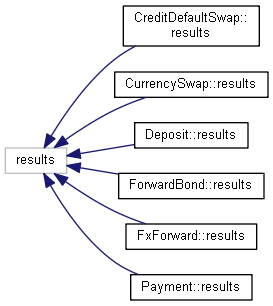 CreditDefaultSwap::
results
CurrencySwap::results
Deposit::results
results
ForwardBond::results
FxForward::results
Payment::results